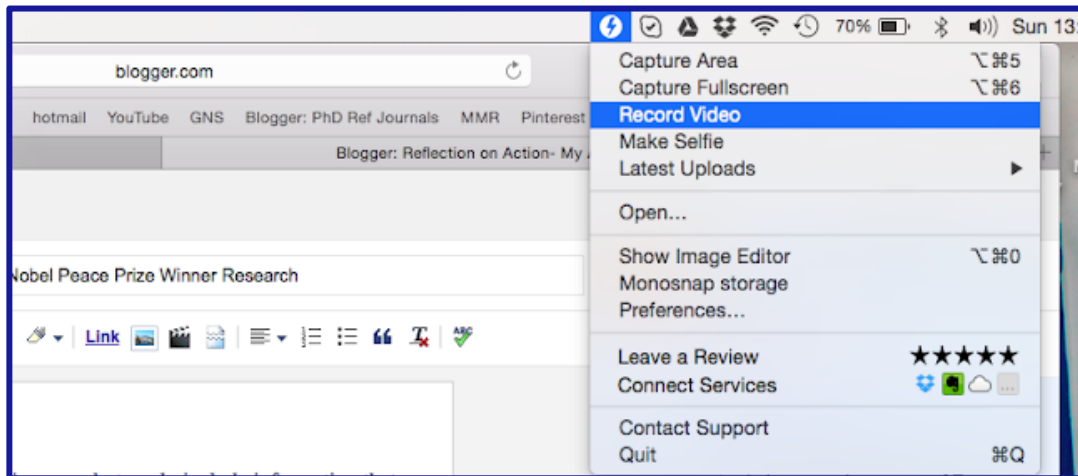 70% Sun 13:
blogger.com
hotmail YouTube GNS Blogger: PhD Ref Journals MMR Pinterest
Blogger: Reflection on Action- My
Nobel Peace Prize Winner Research
Link
ABC
Capture Area ⌥⌘5
Capture Fullscreen ⌥⌘6
Record Video
Make Selfie
Latest Uploads
Open...
Show Image Editor ⌥⌘0
Monosnap storage
Preferences...
Leave a Review ★★★★★
Connect Services
Contact Support
Quit ⌘Q